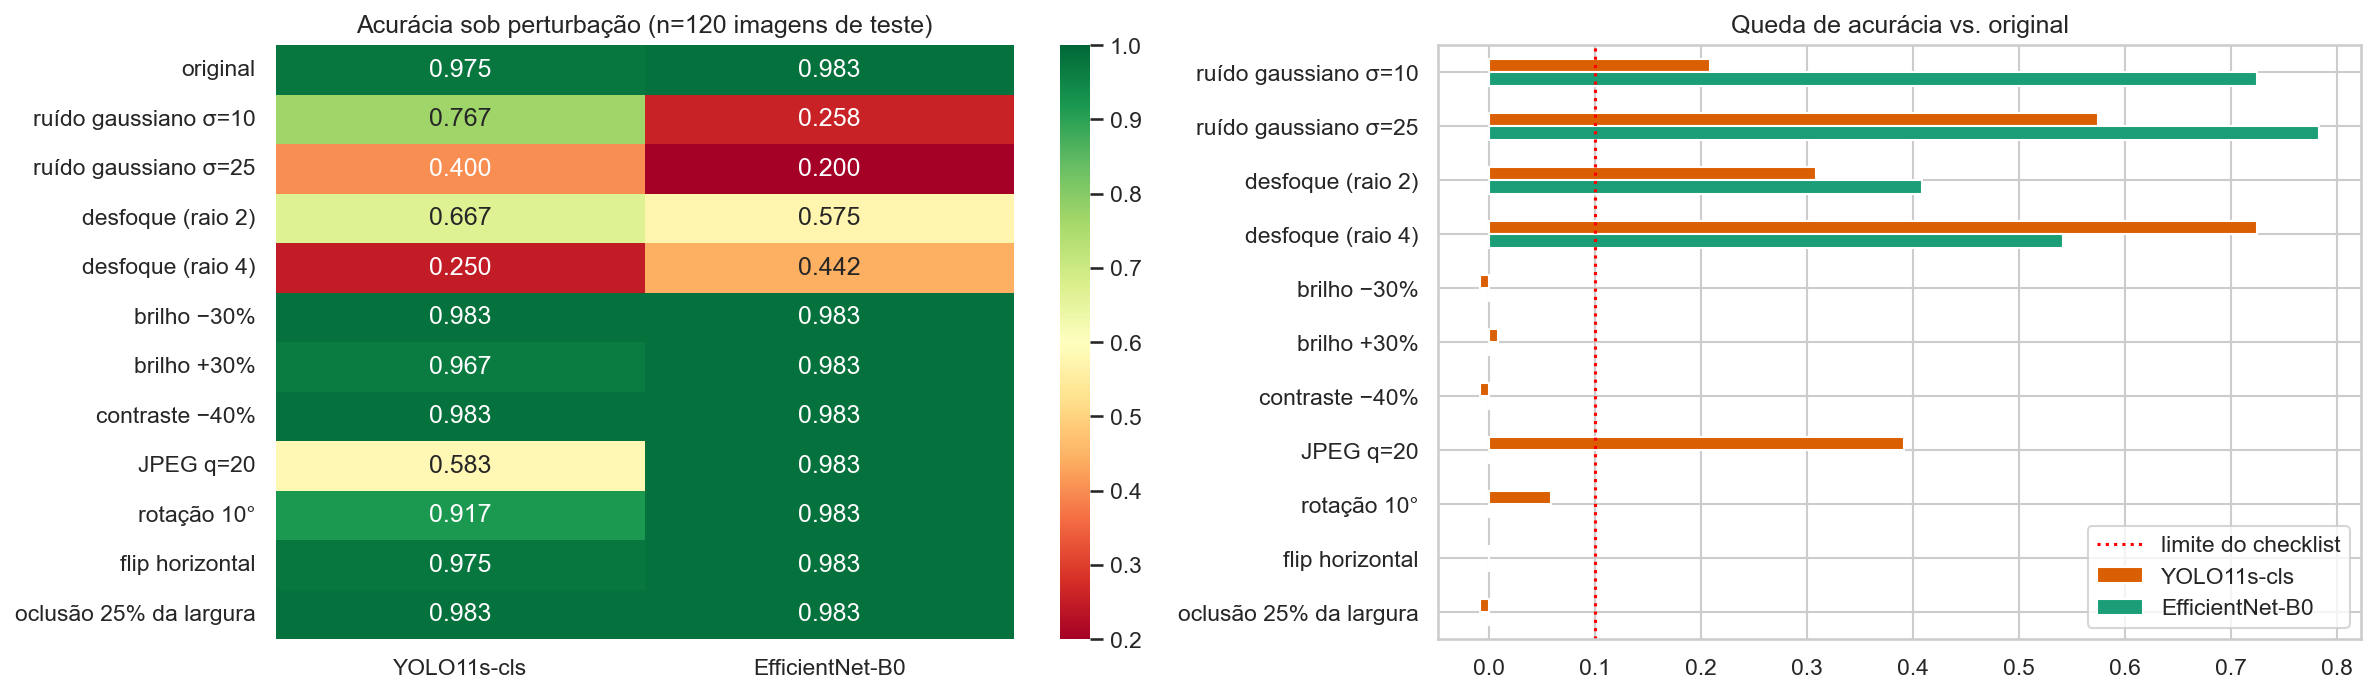 Acurácia sob perturbação (n=120 imagens de teste)
original 0.975 0.983
ruído gaussiano σ=10 0.767 0.258
ruído gaussiano σ=25 0.400 0.200
desfoque (raio 2) 0.667 0.575
desfoque (raio 4) 0.250 0.442
brilho −30% 0.983 0.983
brilho +30% 0.967 0.983
contraste −40% 0.983 0.983
JPEG q=20 0.583 0.983
rotação 10° 0.917 0.983
flip horizontal 0.975 0.983
oclusão 25% da largura 0.983 0.983
YOLO11s-cls EfficientNet-B0
1.0
0.9
0.8
0.7
0.6
0.5
0.4
0.3
0.2
Queda de acurácia vs. original
ruído gaussiano σ=10
ruído gaussiano σ=25
desfoque (raio 2)
desfoque (raio 4)
brilho −30%
brilho +30%
contraste −40%
JPEG q=20
rotação 10°
flip horizontal
oclusão 25% da largura
limite do checklist
YOLO11s-cls
EfficientNet-B0
0.0 0.1 0.2 0.3 0.4 0.5 0.6 0.7 0.8